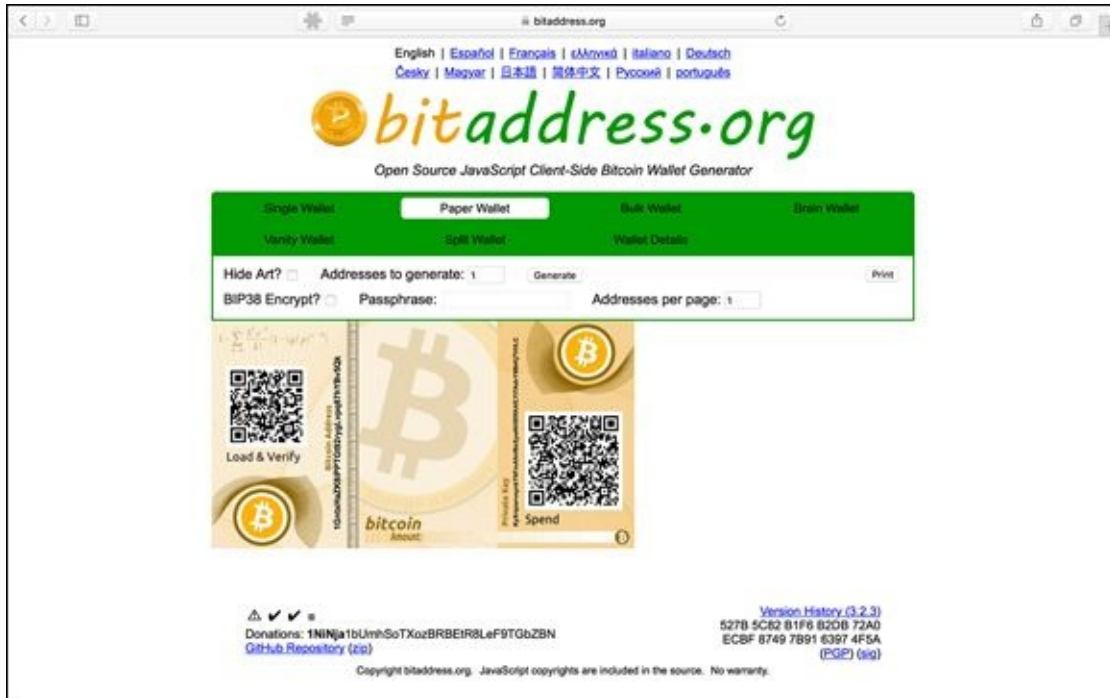 bitaddress.org
English | Español | Français | ελληνικά | italiano | Deutsch
Česky | Magyar | 日本語 | 简体中文 | Русский | português
bitaddress.org
Open Source JavaScript Client-Side Bitcoin Wallet Generator
Single Wallet Paper Wallet Bulk Wallet Brain Wallet
Vanity Wallet Split Wallet Wallet Details
Hide Art? Addresses to generate: 1 Generate Print
BIP38 Encrypt? Passphrase: Addresses per page: 1
Bitcoin Address
Load & Verify
bitcoin
Amount:
Private Key
Spend
Donations: 1NiNja1bUmhSoTXozBRBEtR8LeF9TGbZBN
GitHub Repository (zip)
Version History (3.2.3)
527B 5C82 B1F6 B2DB 72A0
ECBF 8749 7B91 6397 4F5A
(PGP) (sig)
Copyright bitaddress.org. JavaScript copyrights are included in the source. No warranty.